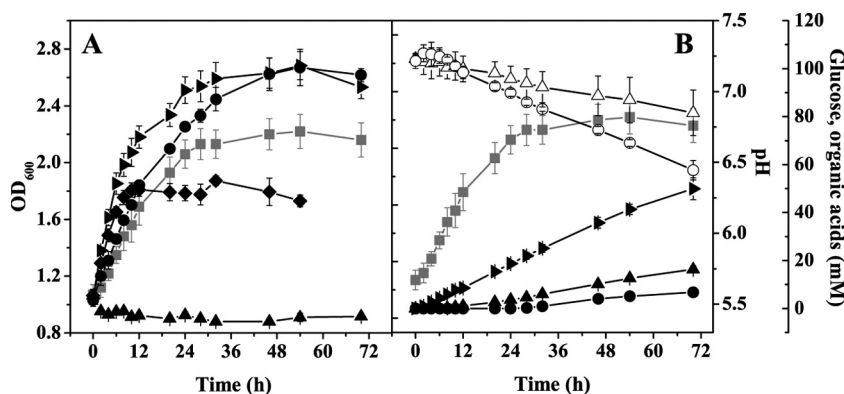 A
B
OD600
2.8
2.4
2.0
1.6
1.2
0.8
0 12 24 36 48 60 72
Time (h)
0 12 24 36 48 60 72
Time (h)
7.5
7.0
6.5
6.0
5.5
pH
120
100
80
60
40
20
0
Glucose, organic acids (mM)